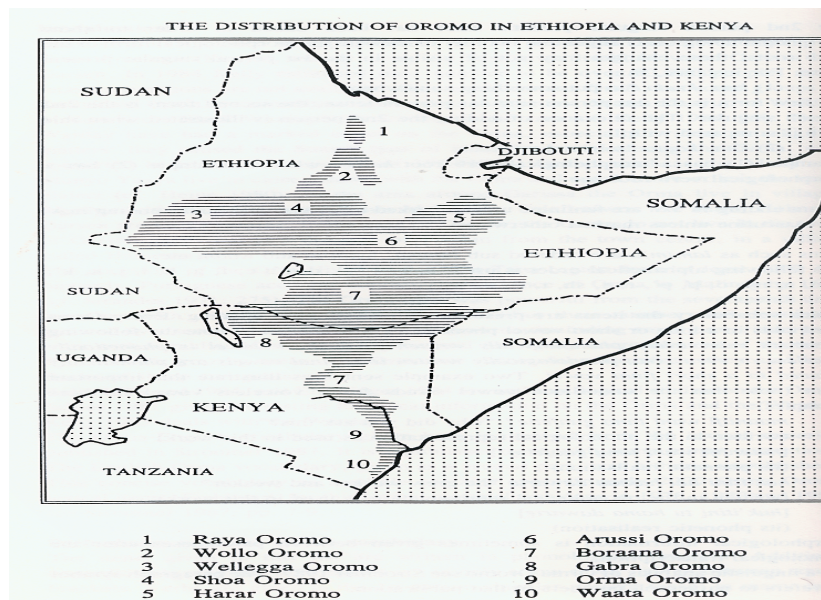 THE DISTRIBUTION OF OROMO IN ETHIOPIA AND KENYA
SUDAN
1
DJIBOUTI
ETHIOPIA
2
3
4
5
SOMALIA
6
ETHIOPIA
SUDAN
7
8
SOMALIA
UGANDA
7
KENYA
9
10
TANZANIA
1 Raya Oromo
2 Wollo Oromo
3 Wellegga Oromo
4 Shoa Oromo
5 Harar Oromo
6 Arussi Oromo
7 Boraana Oromo
8 Gabra Oromo
9 Orma Oromo
10 Waata Oromo